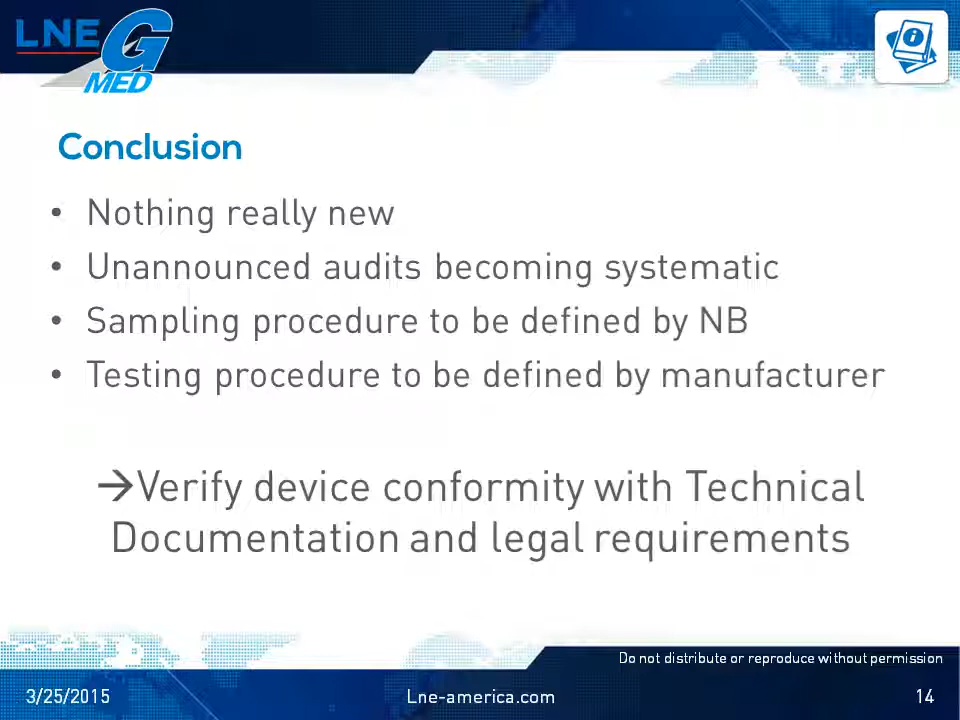 LNE G
MED
Conclusion
• Nothing really new
• Unannounced audits becoming systematic
• Sampling procedure to be defined by NB
• Testing procedure to be defined by manufacturer
→Verify device conformity with Technical
Documentation and legal requirements
Do not distribute or reproduce without permission
3/25/2015 Lne-america.com 14